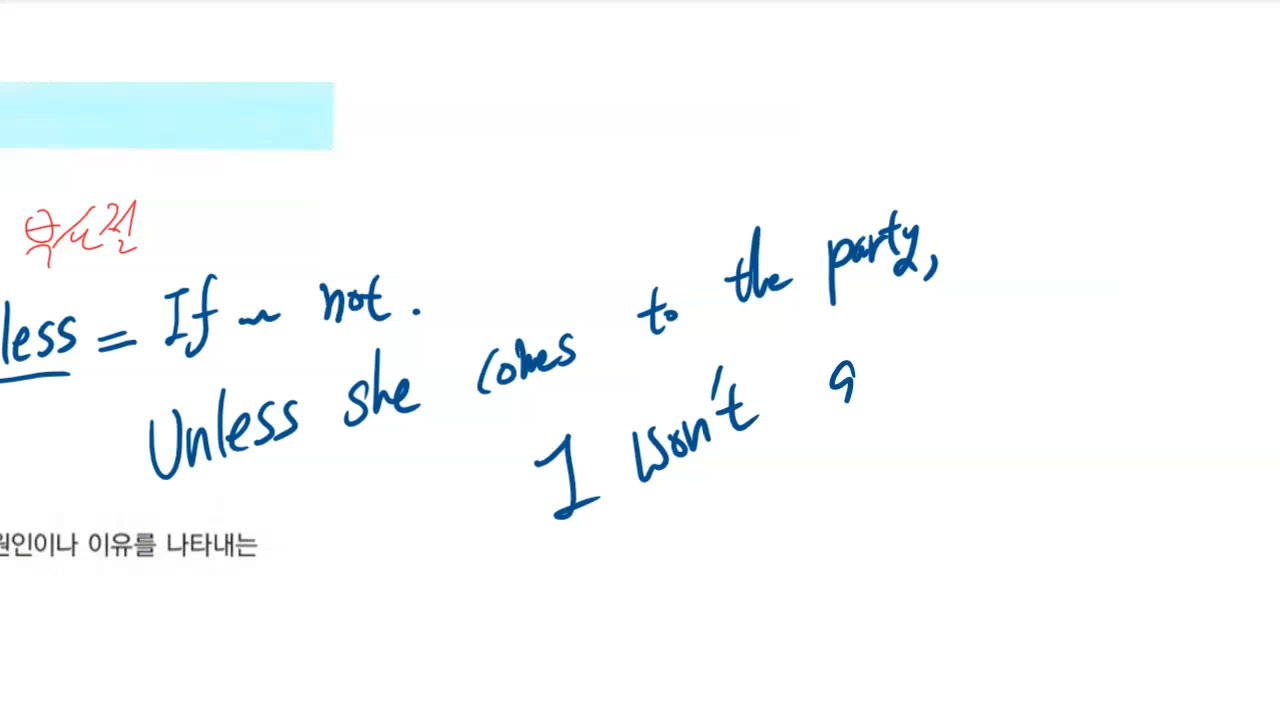 부/노절
less = If ~ not.
Unless she comes to the party,
I won't g
원인이나 이유를 나타내는